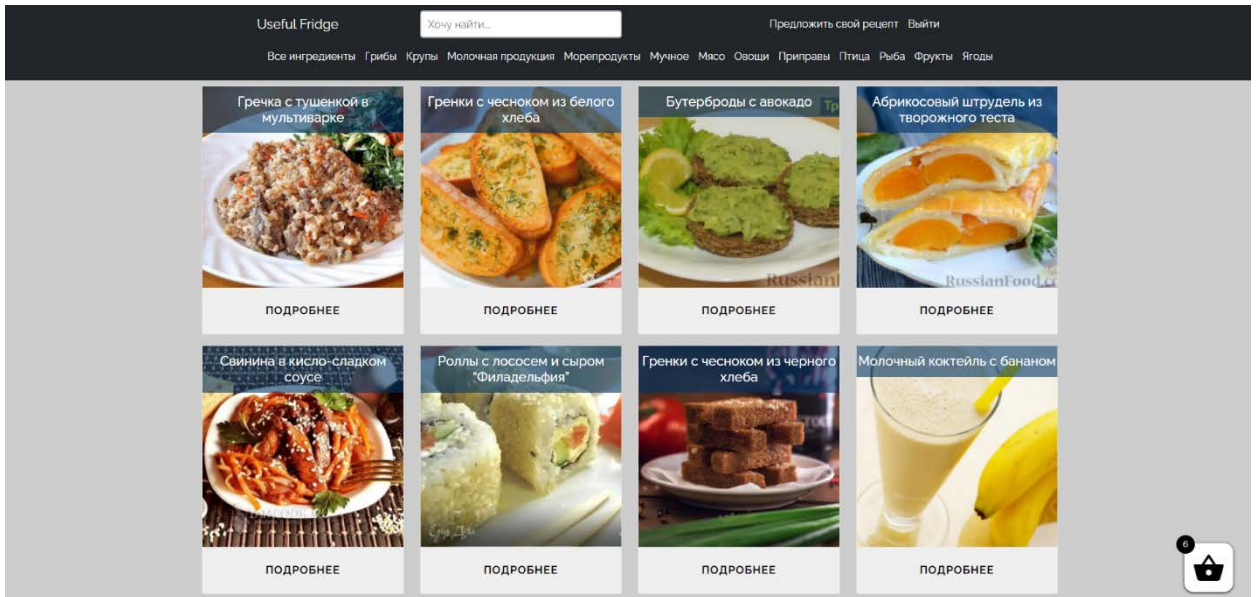 Useful Fridge
Хочу найти...
Предложить свой рецепт Выйти
Все ингредиенты Грибы Крупы Молочная продукция Морепродукты Мучное Мясо Овощи Приправы Птица Рыба Фрукты Ягоды
Гречка с тушенкой в
мультиварке
ПОДРОБНЕЕ
Гренки с чесноком из белого
хлеба
ПОДРОБНЕЕ
Бутерброды с авокадо
Russian
ПОДРОБНЕЕ
Абрикосовый штрудель из
творожного теста
RussianFood.co
ПОДРОБНЕЕ
Свинина в кисло-сладком
соусе
ПОДРОБНЕЕ
Роллы с лососем и сыром
"Филадельфия"
ПОДРОБНЕЕ
Гренки с чесноком из черного
хлеба
ПОДРОБНЕЕ
Молочный коктейль с бананом
ПОДРОБНЕЕ
6